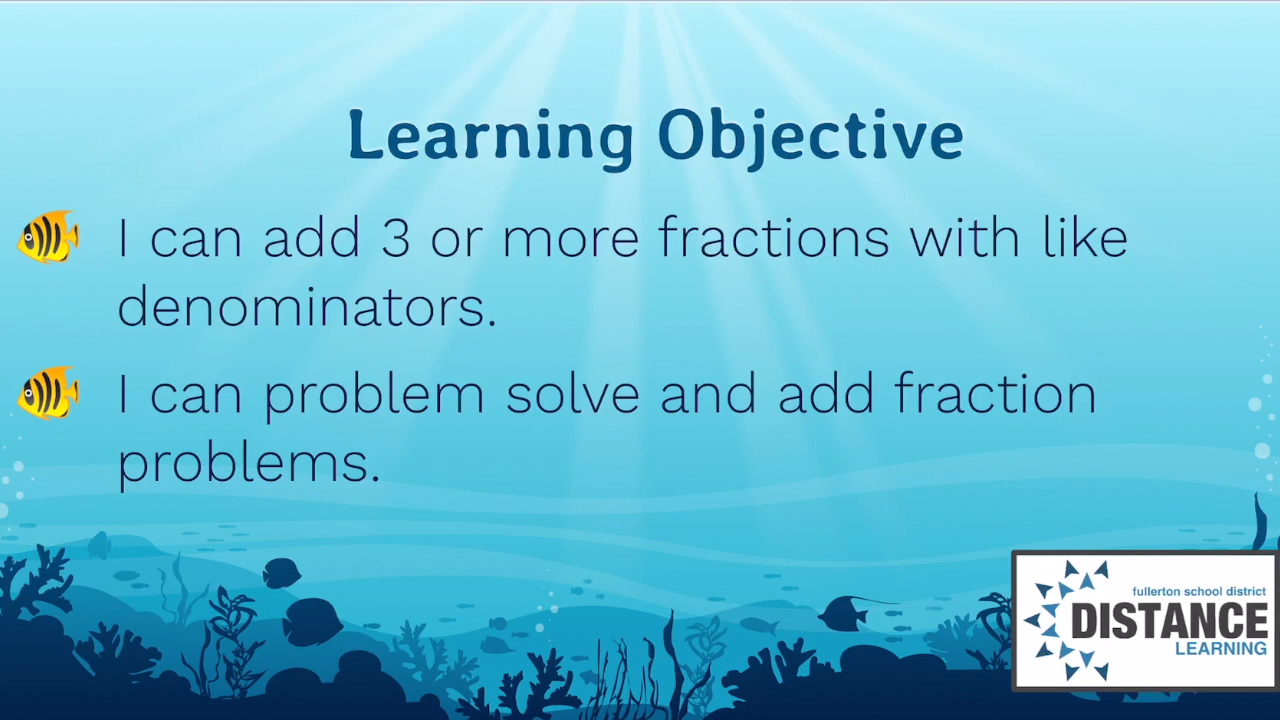 Learning Objective
I can add 3 or more fractions with like
denominators.
I can problem solve and add fraction
problems.
fullerton school district
DISTANCE
LEARNING